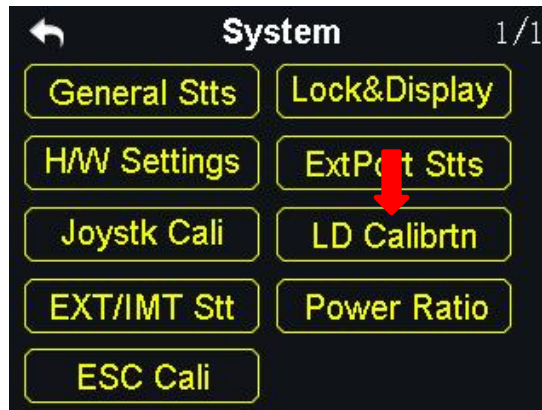 System 1/1
General Stts Lock&Display
H/W Settings ExtPort Stts
Joystk Cali LD Calibrtn
EXT/IMT Stt Power Ratio
ESC Cali